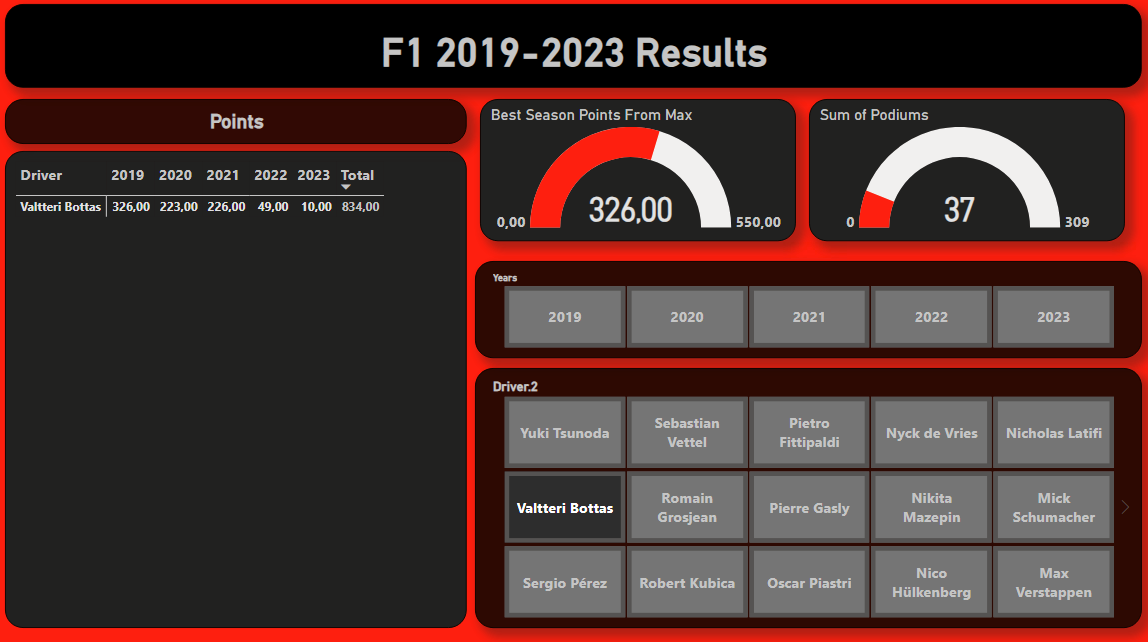 F1 2019-2023 Results
Points
Driver 2019 2020 2021 2022 2023 Total
Valtteri Bottas 326,00 223,00 226,00 49,00 10,00 834,00
Best Season Points From Max
326,00
0,00 550,00
Sum of Podiums
37
0 309
Years
2019 2020 2021 2022 2023
Driver.2
Yuki Tsunoda
Sebastian
Vettel
Pietro
Fittipaldi
Nyck de Vries
Nicholas Latifi
Valtteri Bottas
Romain
Grosjean
Pierre Gasly
Nikita
Mazepin
Mick
Schumacher
Sergio Pérez
Robert Kubica
Oscar Piastri
Nico
Hülkenberg
Max
Verstappen